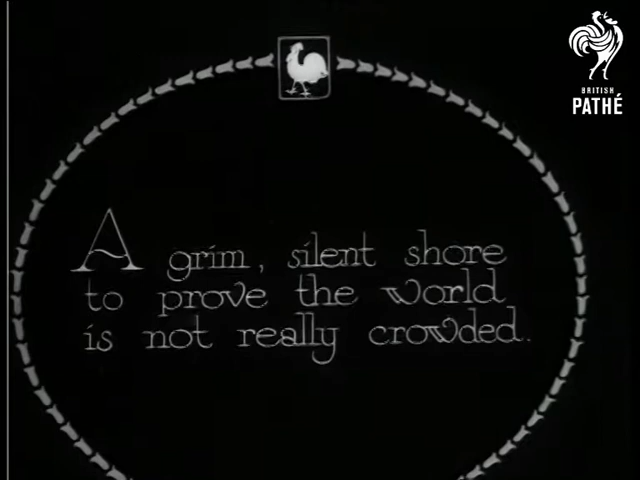 BRITISH
PATHÉ
A grim, silent shore
to prove the world
is not really crowded.